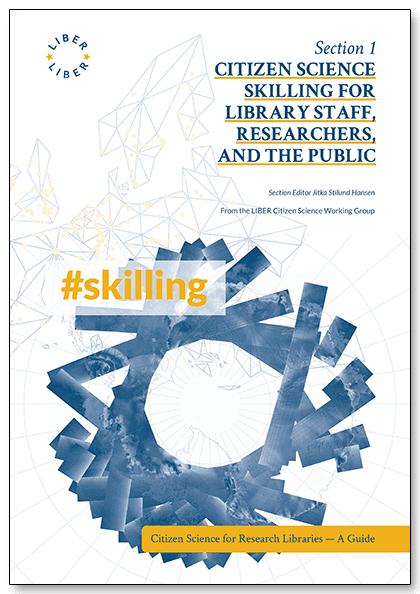 LIBER
LIBER
Section 1
CITIZEN SCIENCE
SKILLING FOR
LIBRARY STAFF,
RESEARCHERS,
AND THE PUBLIC
Section Editor Jitka Stilund Hansen
From the LIBER Citizen Science Working Group
#skilling
Citizen Science for Research Libraries — A Guide